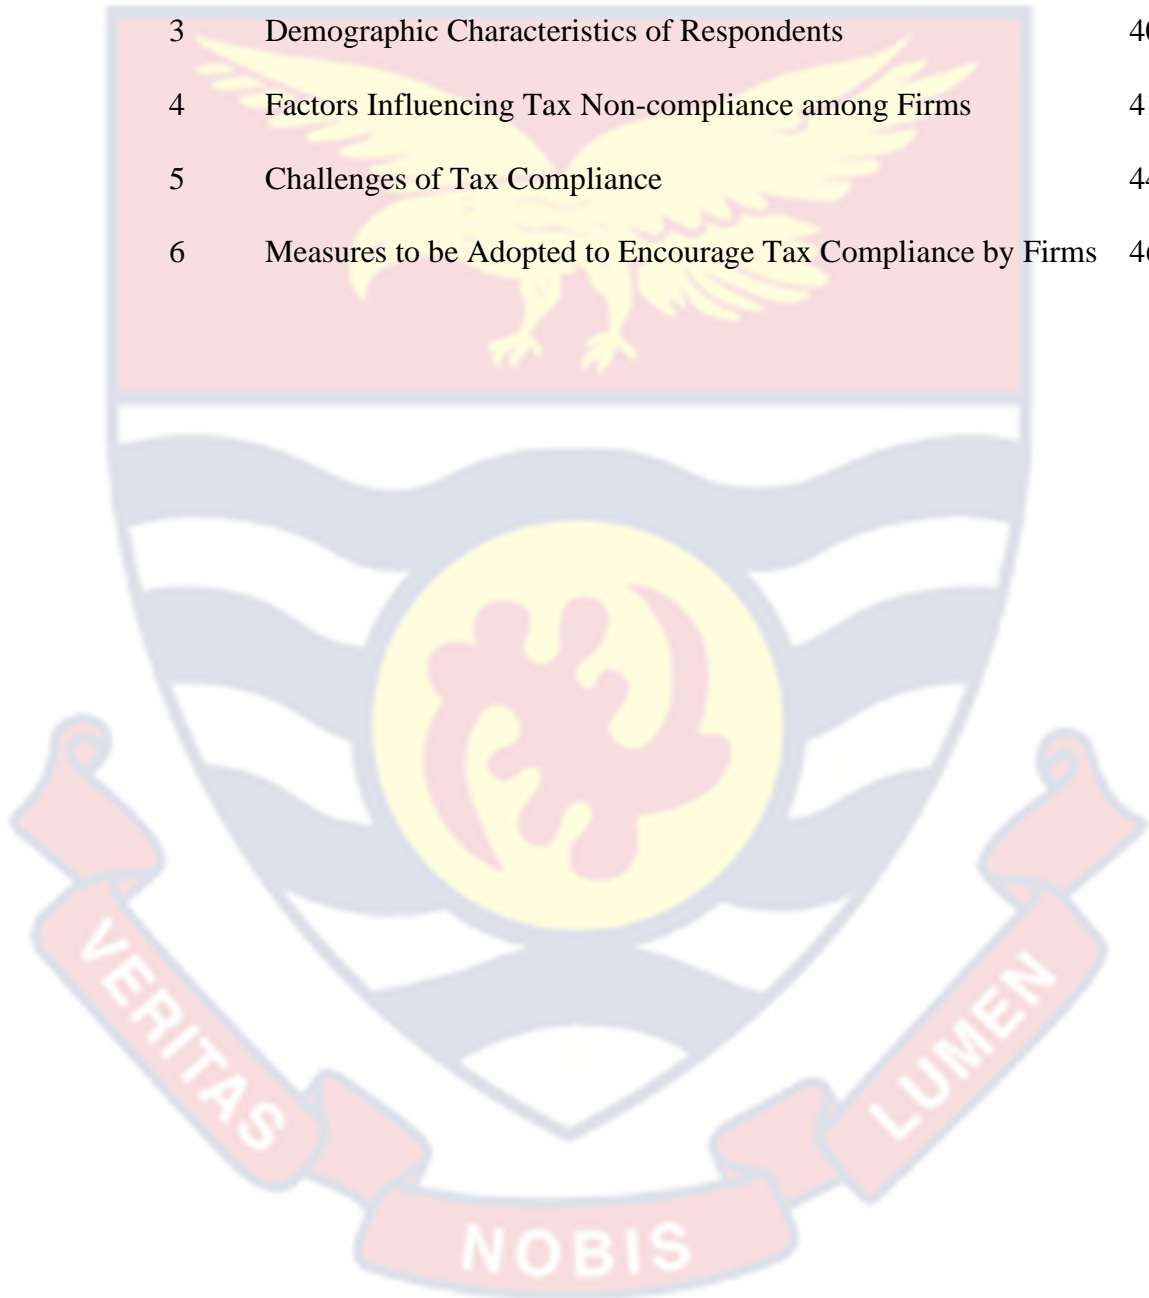 3 Demographic Characteristics of Respondents
4 Factors Influencing Tax Non-compliance among Firms
5 Challenges of Tax Compliance
6 Measures to be Adopted to Encourage Tax Compliance by Firms
VERITAS
NOBIS
LUMEN